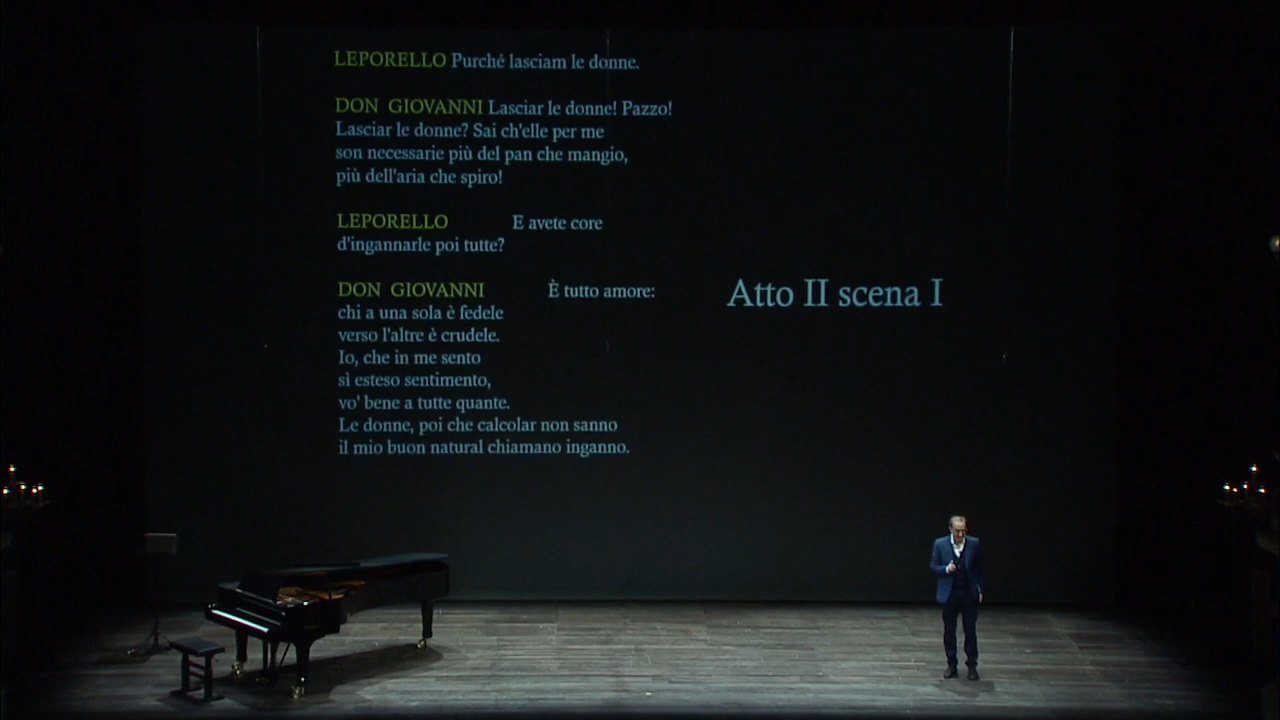 LEPORELLO Purché lasciam le donne.
DON GIOVANNI Lasciar le donne! Pazzo!
Lasciar le donne? Sai ch'elle per me
son necessarie più del pan che mangio,
più dell'aria che spiro!
LEPORELLO E avete core
d'ingannarle poi tutte?
DON GIOVANNI È tutto amore:
chi a una sola è fedele
verso l'altre è crudele.
Io, che in me sento
sì esteso sentimento,
vo' bene a tutte quante.
Le donne, poi che calcolar non sanno
il mio buon natural chiamano inganno.
Atto II scena I